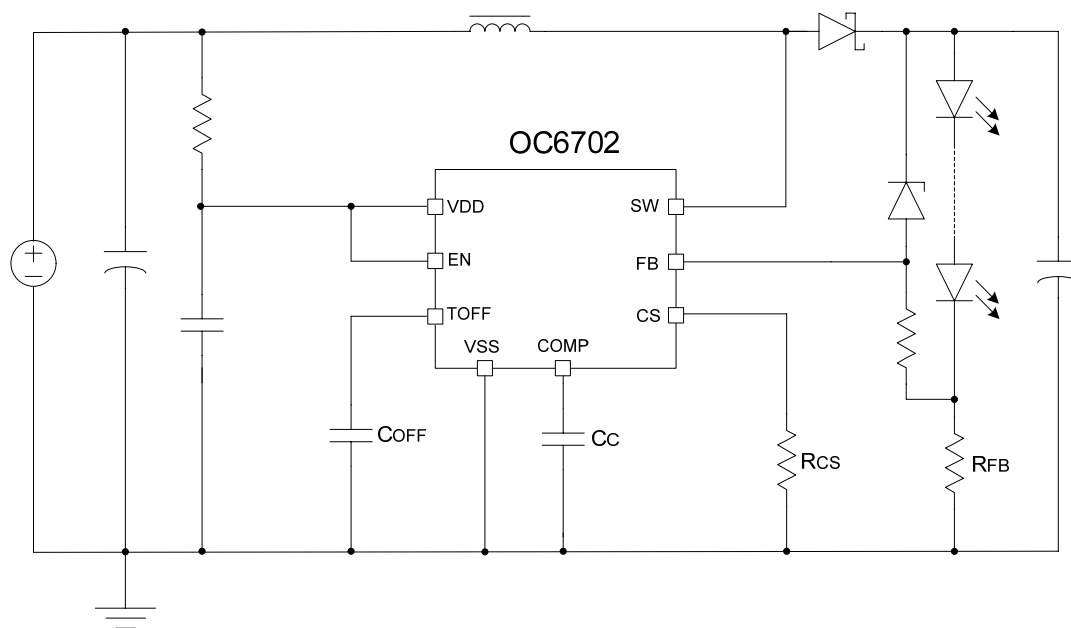 OC6702
VDD
SW
EN
FB
TOFF
CS
VSS
COMP
COFF
CC
RCS
RFB